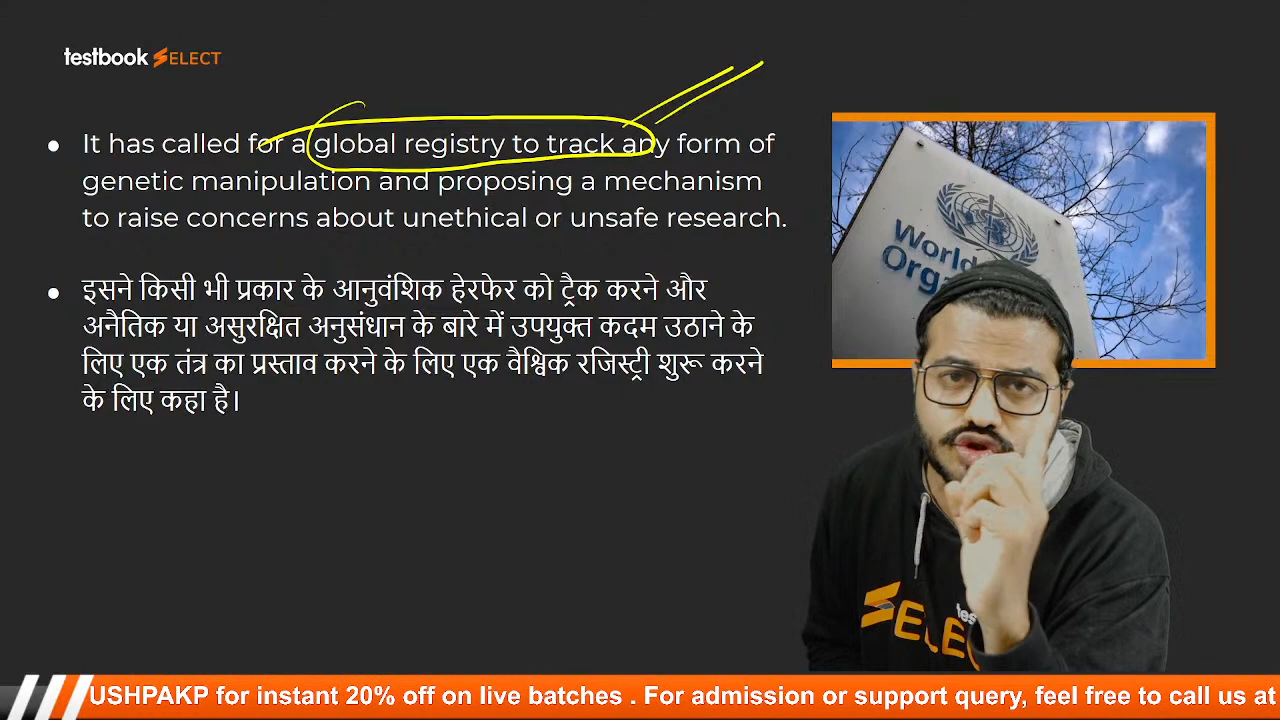 testbook SELECT
It has called for a global registry to track any form of
genetic manipulation and proposing a mechanism
to raise concerns about unethical or unsafe research.
इसने किसी भी प्रकार के आनुवंशिक हेरफेर को ट्रैक करने और
अनैतिक या असुरक्षित अनुसंधान के बारे में उपयुक्त कदम उठाने के
लिए एक तंत्र का प्रस्ताव करने के लिए एक वैश्विक रजिस्ट्री शुरू करने
के लिए कहा है।
World
Orga
tes
SELEC
USHPAKP for instant 20% off on live batches . For admission or support query, feel free to call us at